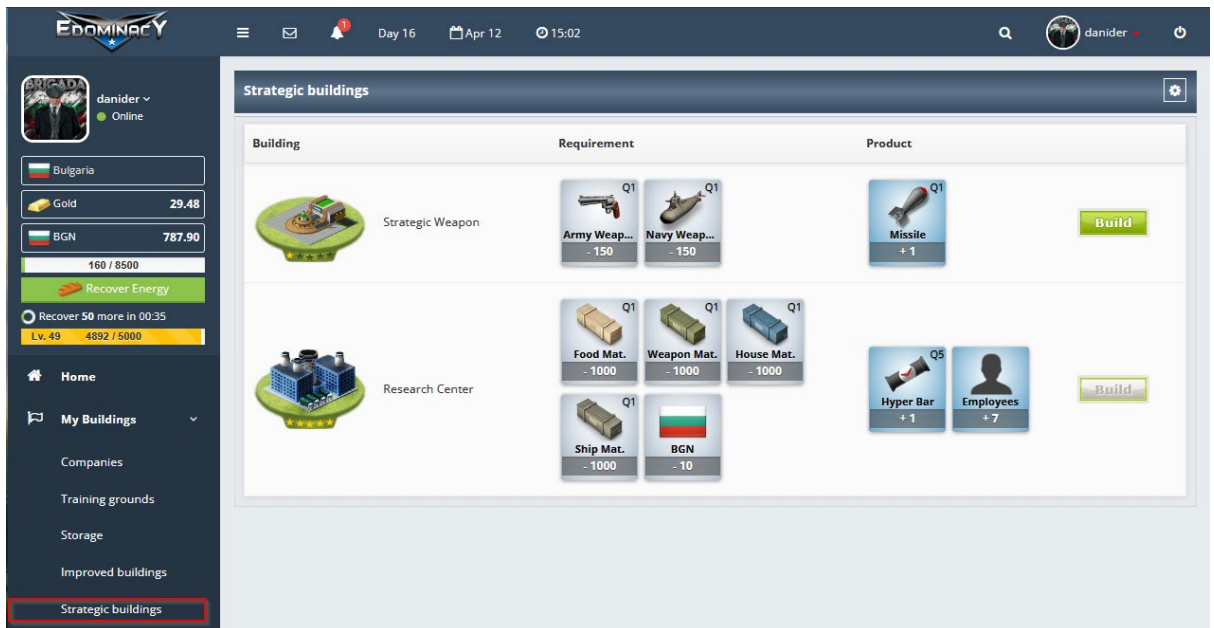 EDOMINACY
1
Day 16
Apr 12
15:02
danider
BRIGADA
danider
Online
Bulgaria
Gold 29.48
BGN 787.90
160 / 8500
Recover Energy
Recover 50 more in 00:35
Lv. 49 4892 / 5000
Home
My Buildings
Companies
Training grounds
Storage
Improved buildings
Strategic buildings
Strategic buildings
Building Requirement Product
Strategic Weapon
Q1 Q1
Army Weap... Navy Weap...
- 150 - 150
Q1
Missile
+ 1
Build
Research Center
Q1 Q1 Q1
Food Mat. Weapon Mat. House Mat.
- 1000 - 1000 - 1000
Q1
Ship Mat. BGN
- 1000 - 10
Q5
Hyper Bar Employees
+ 1 + 7
Build